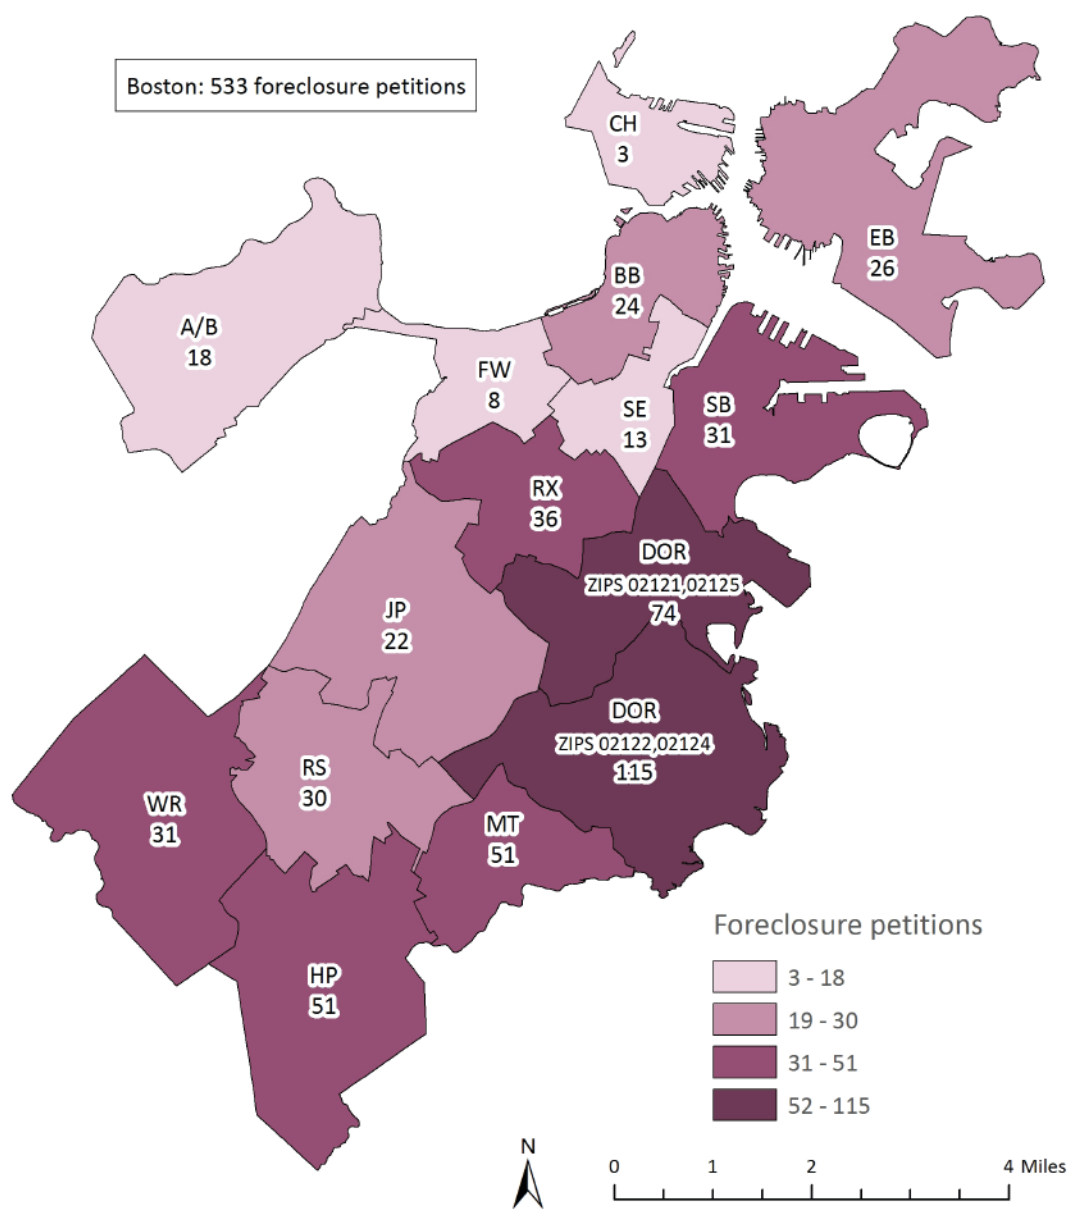 Boston: 533 foreclosure petitions
CH
3
EB
26
BB
24
A/B
18
FW
8
SE
13
SB
31
RX
36
DOR
ZIPS 02121,02125
74
JP
22
DOR
ZIPS 02122,02124
115
RS
30
WR
31
MT
51
HP
51
Foreclosure petitions
3 - 18
19 - 30
31 - 51
52 - 115
N
0 1 2 4 Miles